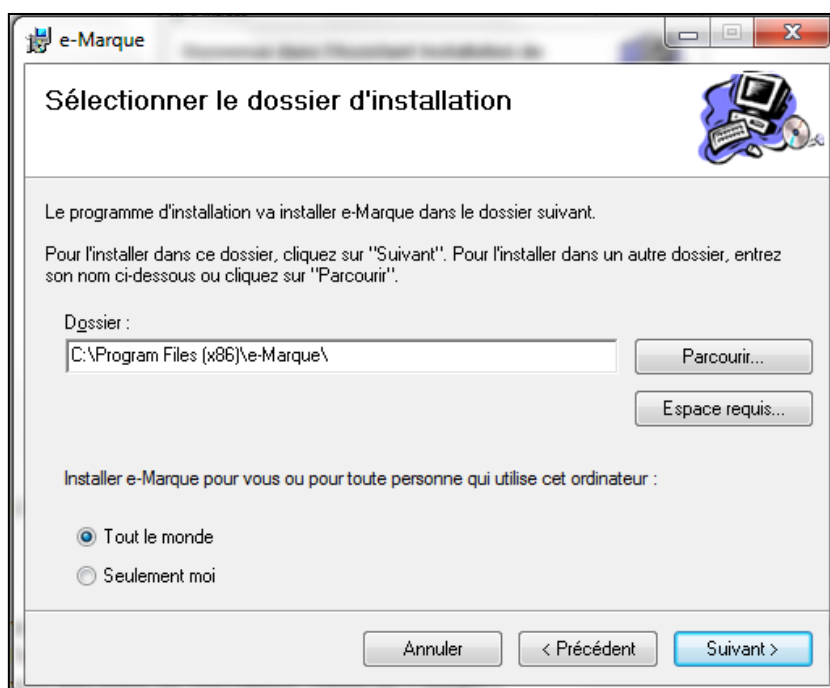 e-Marque
Sélectionner le dossier d'installation
Le programme d'installation va installer e-Marque dans le dossier suivant.
Pour l'installer dans ce dossier, cliquez sur "Suivant". Pour l'installer dans un autre dossier, entrez
son nom ci-dessous ou cliquez sur "Parcourir".
Dossier :
C:\Program Files (x86)\e-Marque\
Parcourir...
Espace requis...
Installer e-Marque pour vous ou pour toute personne qui utilise cet ordinateur :
Tout le monde
Seulement moi
Annuler
< Précédent
Suivant >